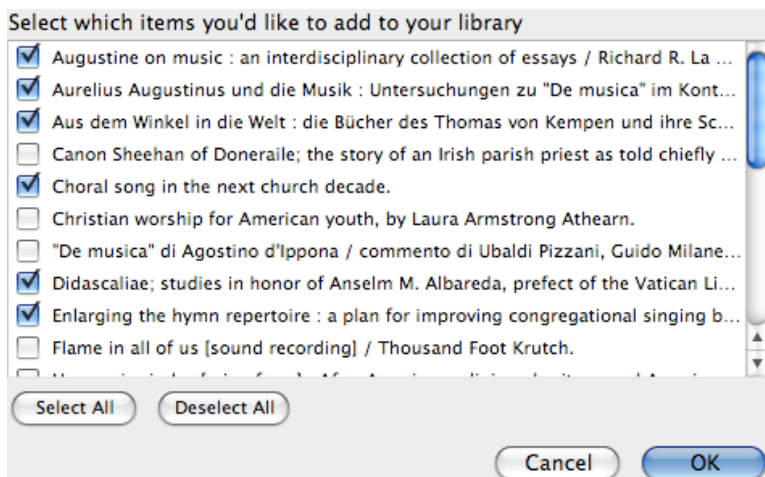 Select which items you'd like to add to your library
Augustine on music : an interdisciplinary collection of essays / Richard R. La ...
Aurelius Augustinus und die Musik : Untersuchungen zu "De musica" im Kont...
Aus dem Winkel in die Welt : die Bücher des Thomas von Kempen und ihre Sc...
Canon Sheehan of Doneraile; the story of an Irish parish priest as told chiefly ...
Choral song in the next church decade.
Christian worship for American youth, by Laura Armstrong Athearn.
"De musica" di Agostino d'Ippona / commento di Ubaldi Pizzani, Guido Milane...
Didascaliae; studies in honor of Anselm M. Albareda, prefect of the Vatican Li...
Enlarging the hymn repertoire : a plan for improving congregational singing b...
Flame in all of us [sound recording] / Thousand Foot Krutch.
Select All
Deselect All
Cancel
OK